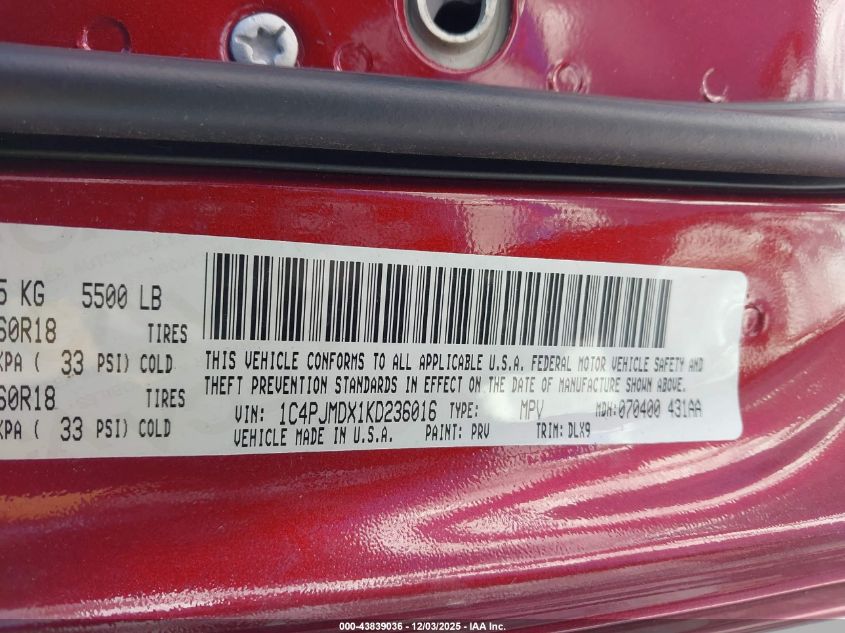 5 KG 5500 LB
60R18 TIRES
KPA ( 33 PSI) COLD
60R18 TIRES
KPA ( 33 PSI) COLD
THIS VEHICLE CONFORMS TO ALL APPLICABLE U.S.A. FEDERAL MOTOR VEHICLE SAFETY AND
THEFT PREVENTION STANDARDS IN EFFECT ON THE DATE OF MANUFACTURE SHOWN ABOVE.
VIN: 1C4PJMDX1KD236016 TYPE: MPV MDH: 070400 431AA
VEHICLE MADE IN U.S.A. PAINT: PRV TRIM: DLX9
000-43839036 - 12/03/2025 - IAA Inc.